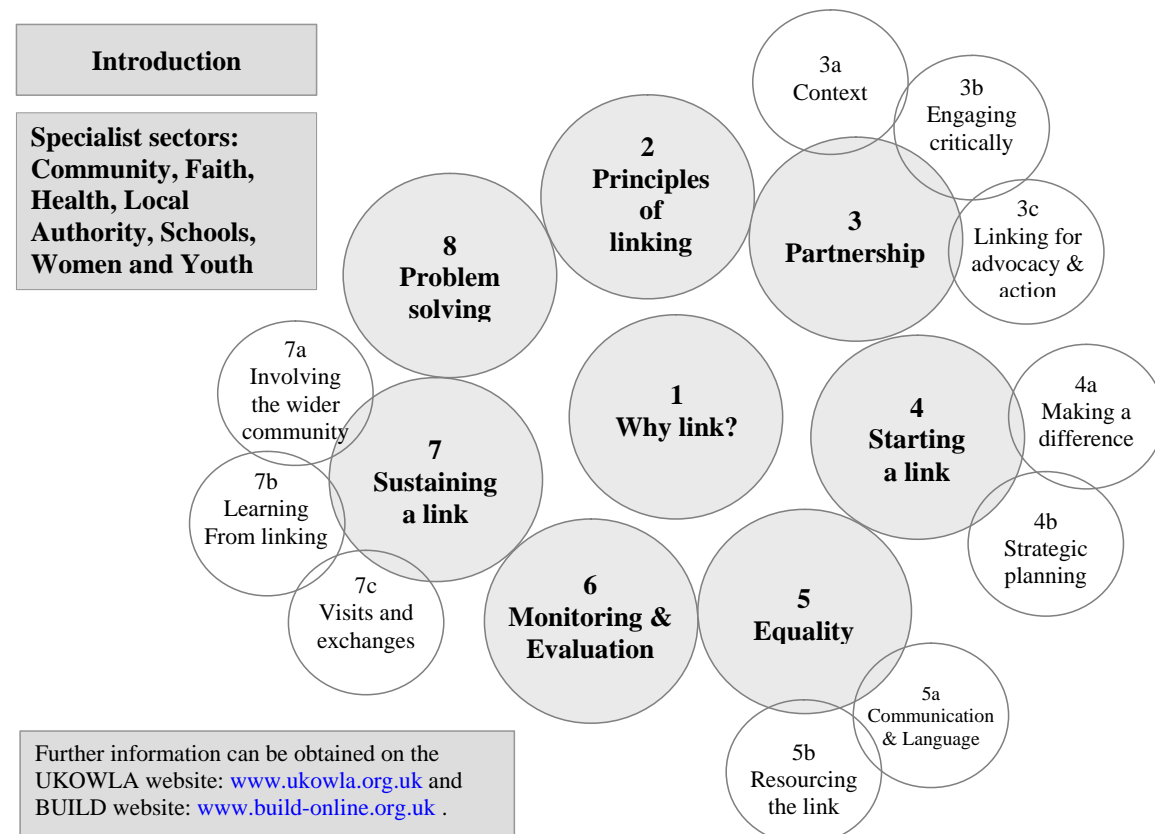 Introduction
Specialist sectors:
Community, Faith,
Health, Local
Authority, Schools,
Women and Youth
1
Why link?
2
Principles
of
linking
3
Partnership
3a
Context
3b
Engaging
critically
3c
Linking for
advocacy &
action
4
Starting
a link
4a
Making a
difference
4b
Strategic
planning
5
Equality
5a
Communication
& Language
5b
Resourcing
the link
6
Monitoring &
Evaluation
7
Sustaining
a link
7a
Involving
the wider
community
7b
Learning
From linking
7c
Visits and
exchanges
8
Problem
solving
Further information can be obtained on the
UKOWLA website: www.ukowla.org.uk and
BUILD website: www.build-online.org.uk .